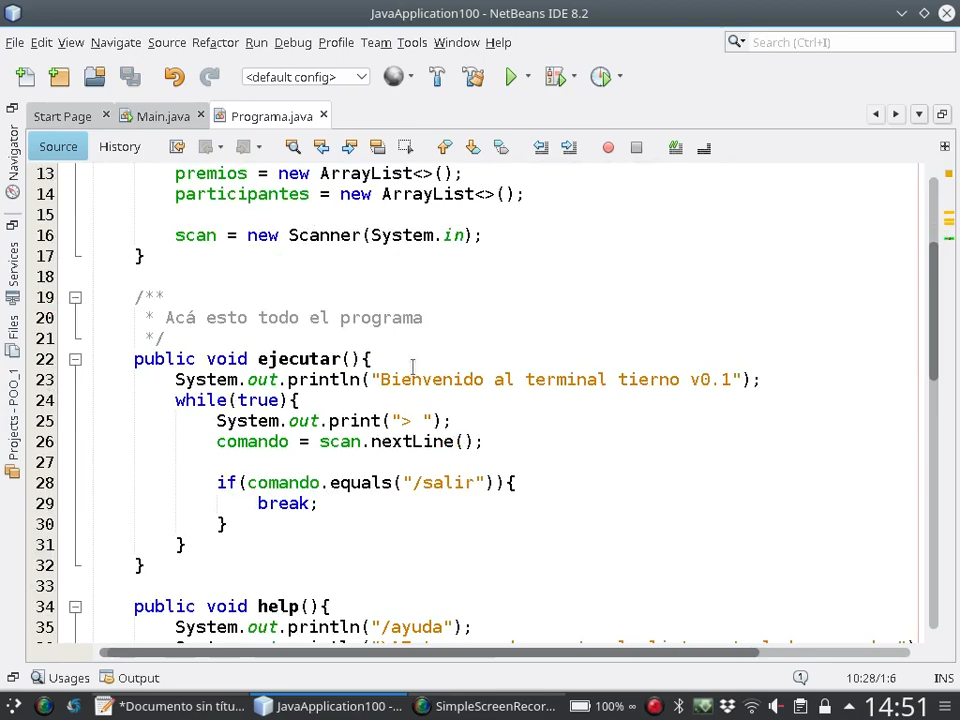 JavaApplication100 - NetBeans IDE 8.2
File Edit View Navigate Source Refactor Run Debug Profile Team Tools Window Help
Search (Ctrl+I)
<default config>
Start Page
Main.java
Programa.java
Source
History
Navigator
Services
Files
Projects - POO_1
13 premios = new ArrayList<>();
14 participantes = new ArrayList<>();
15
16 scan = new Scanner(System.in);
17 }
18
19 /**
20 * Acá esto todo el programa
21 */
22 public void ejecutar(){
23 System.out.println("Bienvenido al terminal tierno v0.1");
24 while(true){
25 System.out.print("> ");
26 comando = scan.nextLine();
27
28 if(comando.equals("/salir")){
29 break;
30 }
31 }
32 }
33
34 public void help(){
35 System.out.println("/ayuda");
Usages
Output
1
10:28/1:6
INS
*Documento sin títu...
JavaApplication100 -...
SimpleScreenRecor...
100%
14:51